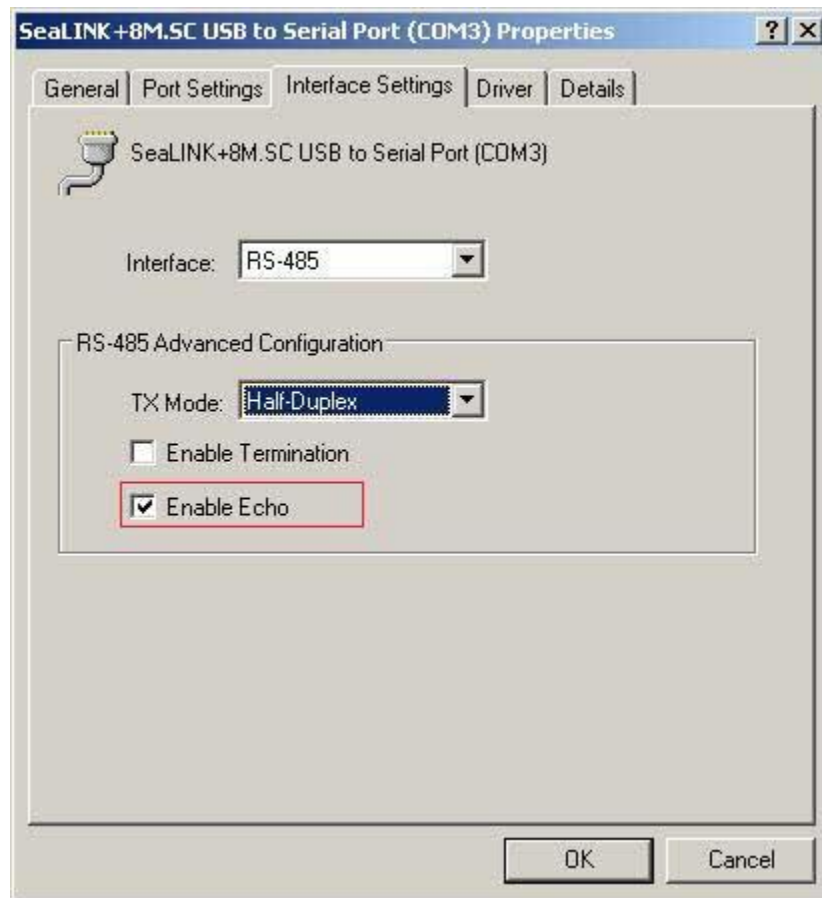 SeaLINK+8M.SC USB to Serial Port (COM3) Properties ? X
General Port Settings Interface Settings Driver Details
SeaLINK+8M.SC USB to Serial Port (COM3)
Interface: RS-485
RS-485 Advanced Configuration
TX Mode: Half-Duplex
Enable Termination
Enable Echo
OK Cancel